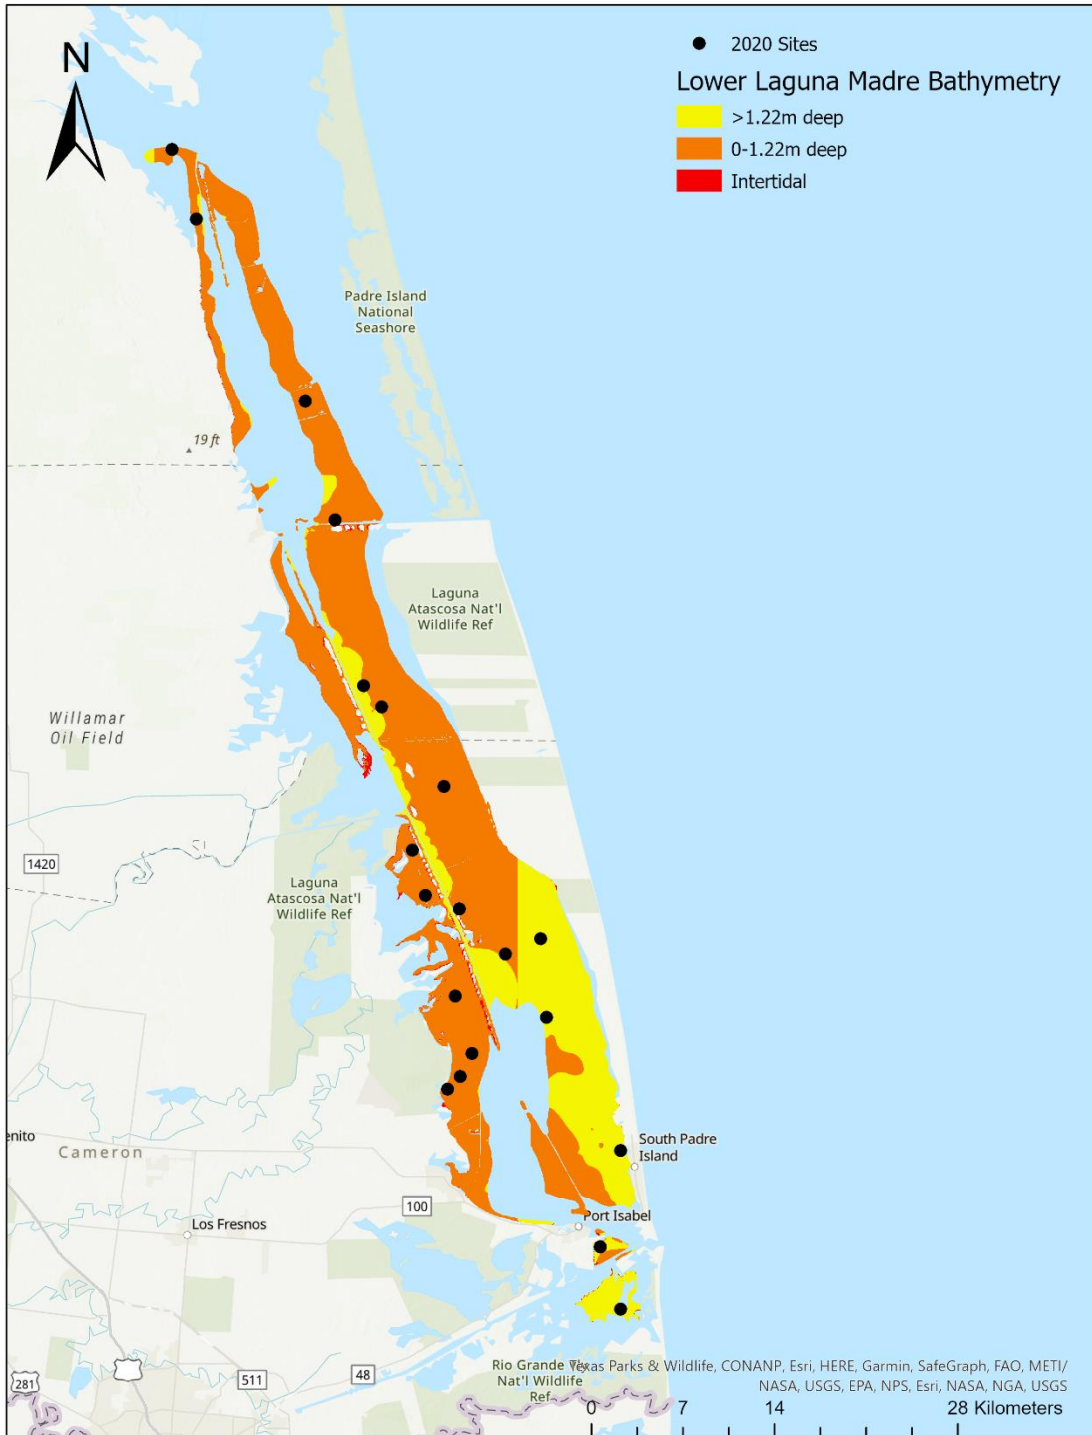 N
2020 Sites
Lower Laguna Madre Bathymetry
>1.22m deep
0-1.22m deep
Intertidal
Padre Island
National
Seashore
19 ft
Laguna
Atascosa Nat'l
Wildlife Ref
Willamar
Oil Field
1420
Laguna
Atascosa Nat'l
Wildlife Ref
enito
Cameron
South Padre
Island
100
Port Isabel
Los Fresnos
281
511
48
Rio Grande Vly
Nat'l Wildlife
Ref
Texas Parks & Wildlife, CONANP, Esri, HERE, Garmin, SafeGraph, FAO, METI/
NASA, USGS, EPA, NPS, Esri, NASA, NGA, USGS
0 7 14 28 Kilometers